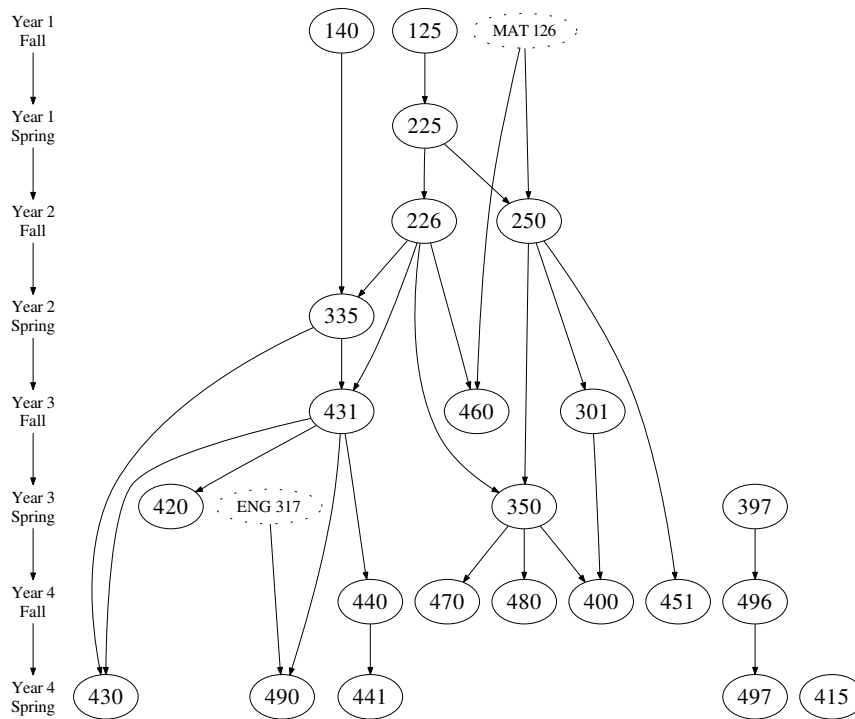 Year 1
Fall
140
125
MAT 126
Year 1
Spring
225
Year 2
Fall
226
250
Year 2
Spring
335
Year 3
Fall
431
460
301
Year 3
Spring
420
ENG 317
350
397
Year 4
Fall
440
470
480
400
451
496
Year 4
Spring
430
490
441
497
415